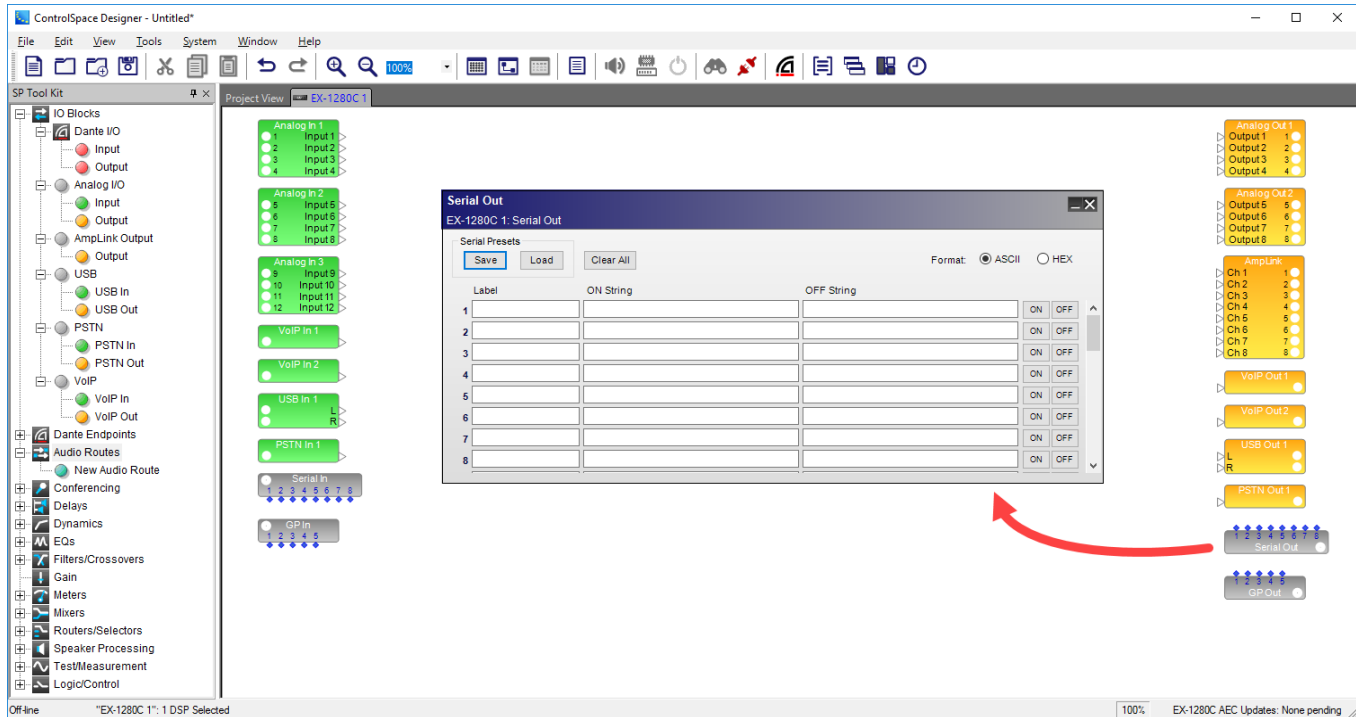 ControlSpace Designer - Untitled*
File Edit View Tools System Window Help
100%
SP Tool Kit
Project View EX-1280C 1
IO Blocks
Dante I/O
Input
Output
Analog I/O
Input
Output
AmpLink Output
Output
USB
USB In
USB Out
PSTN
PSTN In
PSTN Out
VoIP
VoIP In
VoIP Out
Dante Endpoints
Audio Routes
New Audio Route
Conferencing
Delays
Dynamics
EQs
Filters/Crossovers
Gain
Meters
Mixers
Routers/Selectors
Speaker Processing
Test/Measurement
Logic/Control
Analog In 1
1 Input 1
2 Input 2
3 Input 3
4 Input 4
Analog In 2
5 Input 5
6 Input 6
7 Input 7
8 Input 8
Analog In 3
9 Input 9
10 Input 10
11 Input 11
12 Input 12
VoIP In 1
VoIP In 2
USB In 1
L
R
PSTN In 1
Serial In
1 2 3 4 5 6 7 8
GP In
1 2 3 4 5
Serial Out
EX-1280C 1: Serial Out
Serial Presets
Save Load Clear All Format: ASCII HEX
Label ON String OFF String
1 ON OFF
2 ON OFF
3 ON OFF
4 ON OFF
5 ON OFF
6 ON OFF
7 ON OFF
8 ON OFF
Analog Out 1
Output 1 1
Output 2 2
Output 3 3
Output 4 4
Analog Out 2
Output 5 5
Output 6 6
Output 7 7
Output 8 8
AmpLink
Ch 1 1
Ch 2 2
Ch 3 3
Ch 4 4
Ch 5 5
Ch 6 6
Ch 7 7
Ch 8 8
VoIP Out 1
VoIP Out 2
USB Out 1
L
R
PSTN Out 1
1 2 3 4 5 6 7 8
Serial Out
1 2 3 4 5
GP Out
Off-line "EX-1280C 1": 1 DSP Selected 100% EX-1280C AEC Updates: None pending